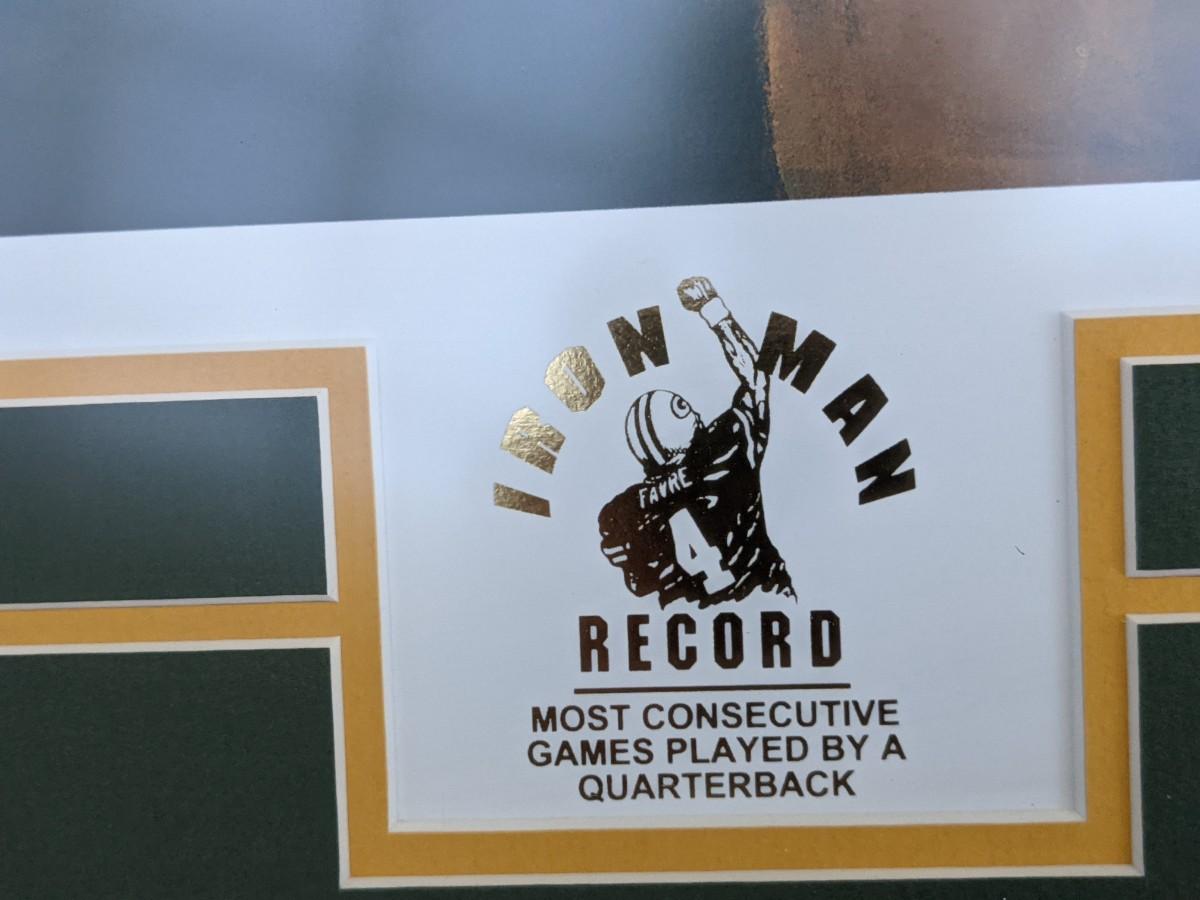 IRON MAN
FAVRE
4
RECORD
MOST CONSECUTIVE
GAMES PLAYED BY A
QUARTERBACK